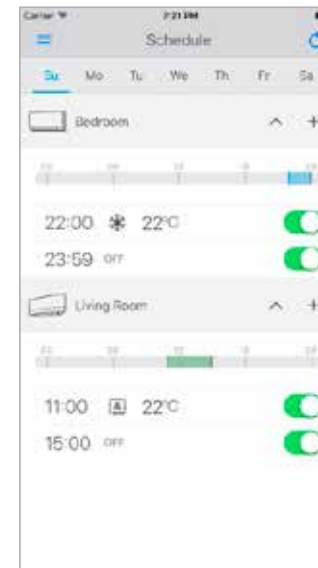 Carrier 7:21 PM
Schedule
Su Mo Tu We Th Fr Sa
Bedroom
22:00 22°C
23:59 OFF
Living Room
12
11:00 A 22°C
15:00 OFF